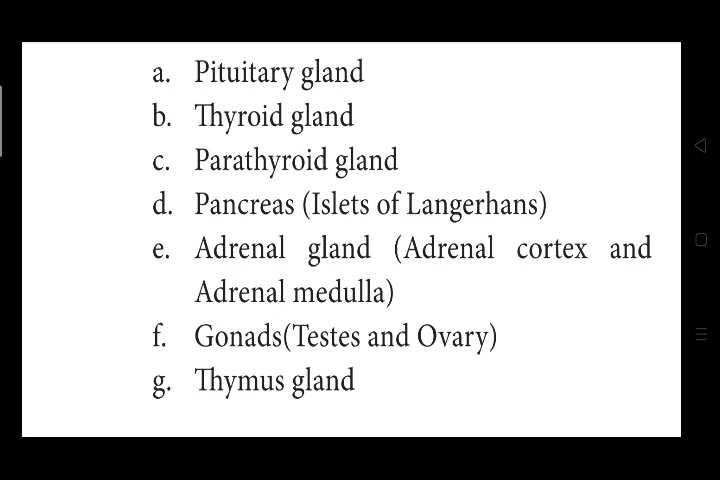 a. Pituitary gland
b. Thyroid gland
c. Parathyroid gland
d. Pancreas (Islets of Langerhans)
e. Adrenal gland (Adrenal cortex and
Adrenal medulla)
f. Gonads(Testes and Ovary)
g. Thymus gland